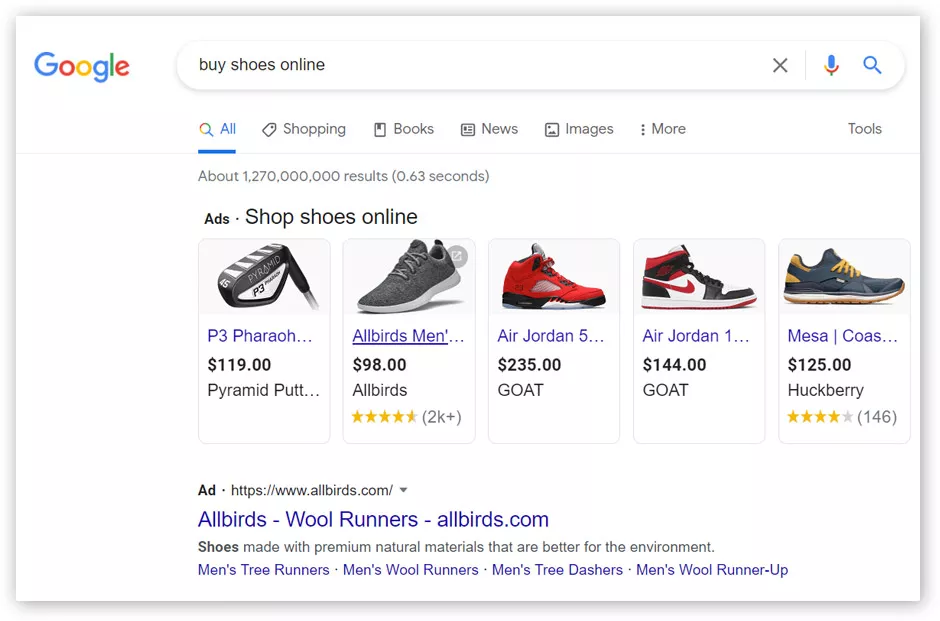 Google
buy shoes online
All Shopping Books News Images More Tools
About 1,270,000,000 results (0.63 seconds)
Ads · Shop shoes online
PYRAMID
P3 PHARAOH
P3 Pharaoh...
$119.00
Pyramid Putt...
Allbirds Men'...
$98.00
Allbirds
(2k+)
Air Jordan 5...
$235.00
GOAT
Air Jordan 1...
$144.00
GOAT
Mesa | Coas...
$125.00
Huckberry
(146)
Ad · https://www.allbirds.com/
Allbirds - Wool Runners - allbirds.com
Shoes made with premium natural materials that are better for the environment.
Men's Tree Runners · Men's Wool Runners · Men's Tree Dashers · Men's Wool Runner-Up